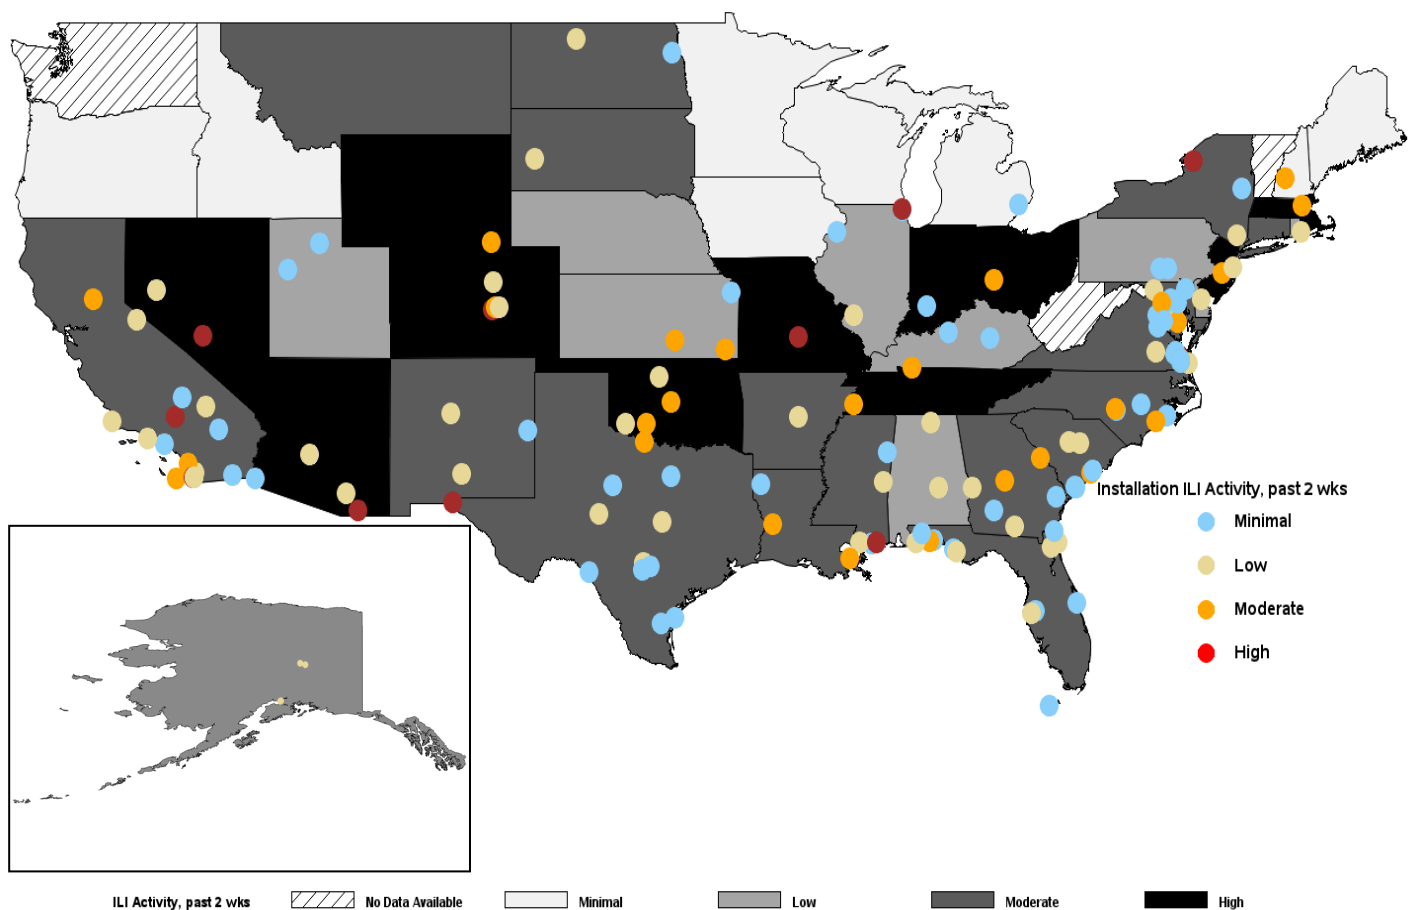 Installation ILI Activity, past 2 wks
Minimal
Low
Moderate
High
ILI Activity, past 2 wks No Data Available Minimal Low Moderate High